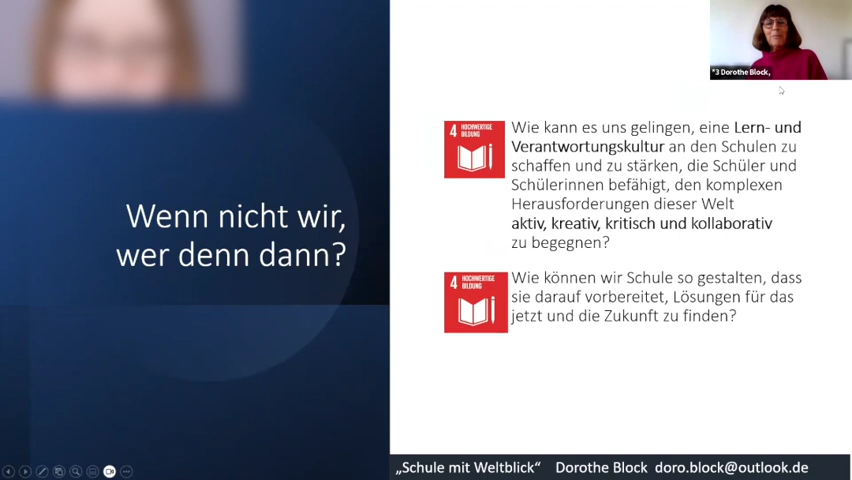 *3 Dorothe Block,
Wenn nicht wir,
wer denn dann?
4 HOCHWERTIGE
BILDUNG
Wie kann es uns gelingen, eine Lern- und
Verantwortungskultur an den Schulen zu
schaffen und zu stärken, die Schüler und
Schülerinnen befähigt, den komplexen
Herausforderungen dieser Welt
aktiv, kreativ, kritisch und kollaborativ
zu begegnen?
4 HOCHWERTIGE
BILDUNG
Wie können wir Schule so gestalten, dass
sie darauf vorbereitet, Lösungen für das
jetzt und die Zukunft zu finden?
„Schule mit Weltblick“ Dorothe Block doro.block@outlook.de